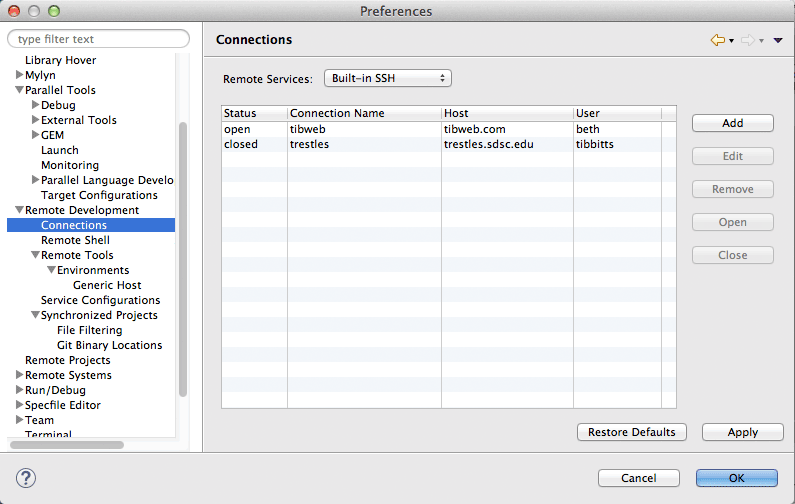 Preferences
type filter text
Library Hover
Mylyn
Parallel Tools
Debug
External Tools
GEM
Launch
Monitoring
Parallel Language Develo
Target Configurations
Remote Development
Connections
Remote Shell
Remote Tools
Environments
Generic Host
Service Configurations
Synchronized Projects
File Filtering
Git Binary Locations
Remote Projects
Remote Systems
Run/Debug
Specfile Editor
Team
Terminal
Connections
Remote Services: Built-in SSH
Status Connection Name Host User
open tibweb tibweb.com beth
closed trestles trestles.sdsc.edu tibbitts
Add
Edit
Remove
Open
Close
Restore Defaults Apply
? Cancel OK